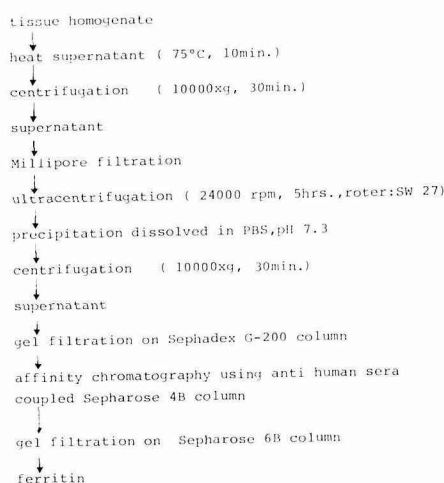 tissue homogenate
heat supernatant ( 75°C, 10min.)
centrifugation ( 10000xg, 30min.)
supernatant
Millipore filtration
ultracentrifugation ( 24000 rpm, 5hrs.,roter:SW 27)
precipitation dissolved in PBS,pH 7.3
centrifugation ( 10000xg, 30min.)
supernatant
gel filtration on Sephadex G-200 column
affinity chromatography using anti human sera
coupled Sepharose 4B column
gel filtration on Sepharose 6B column
ferritin